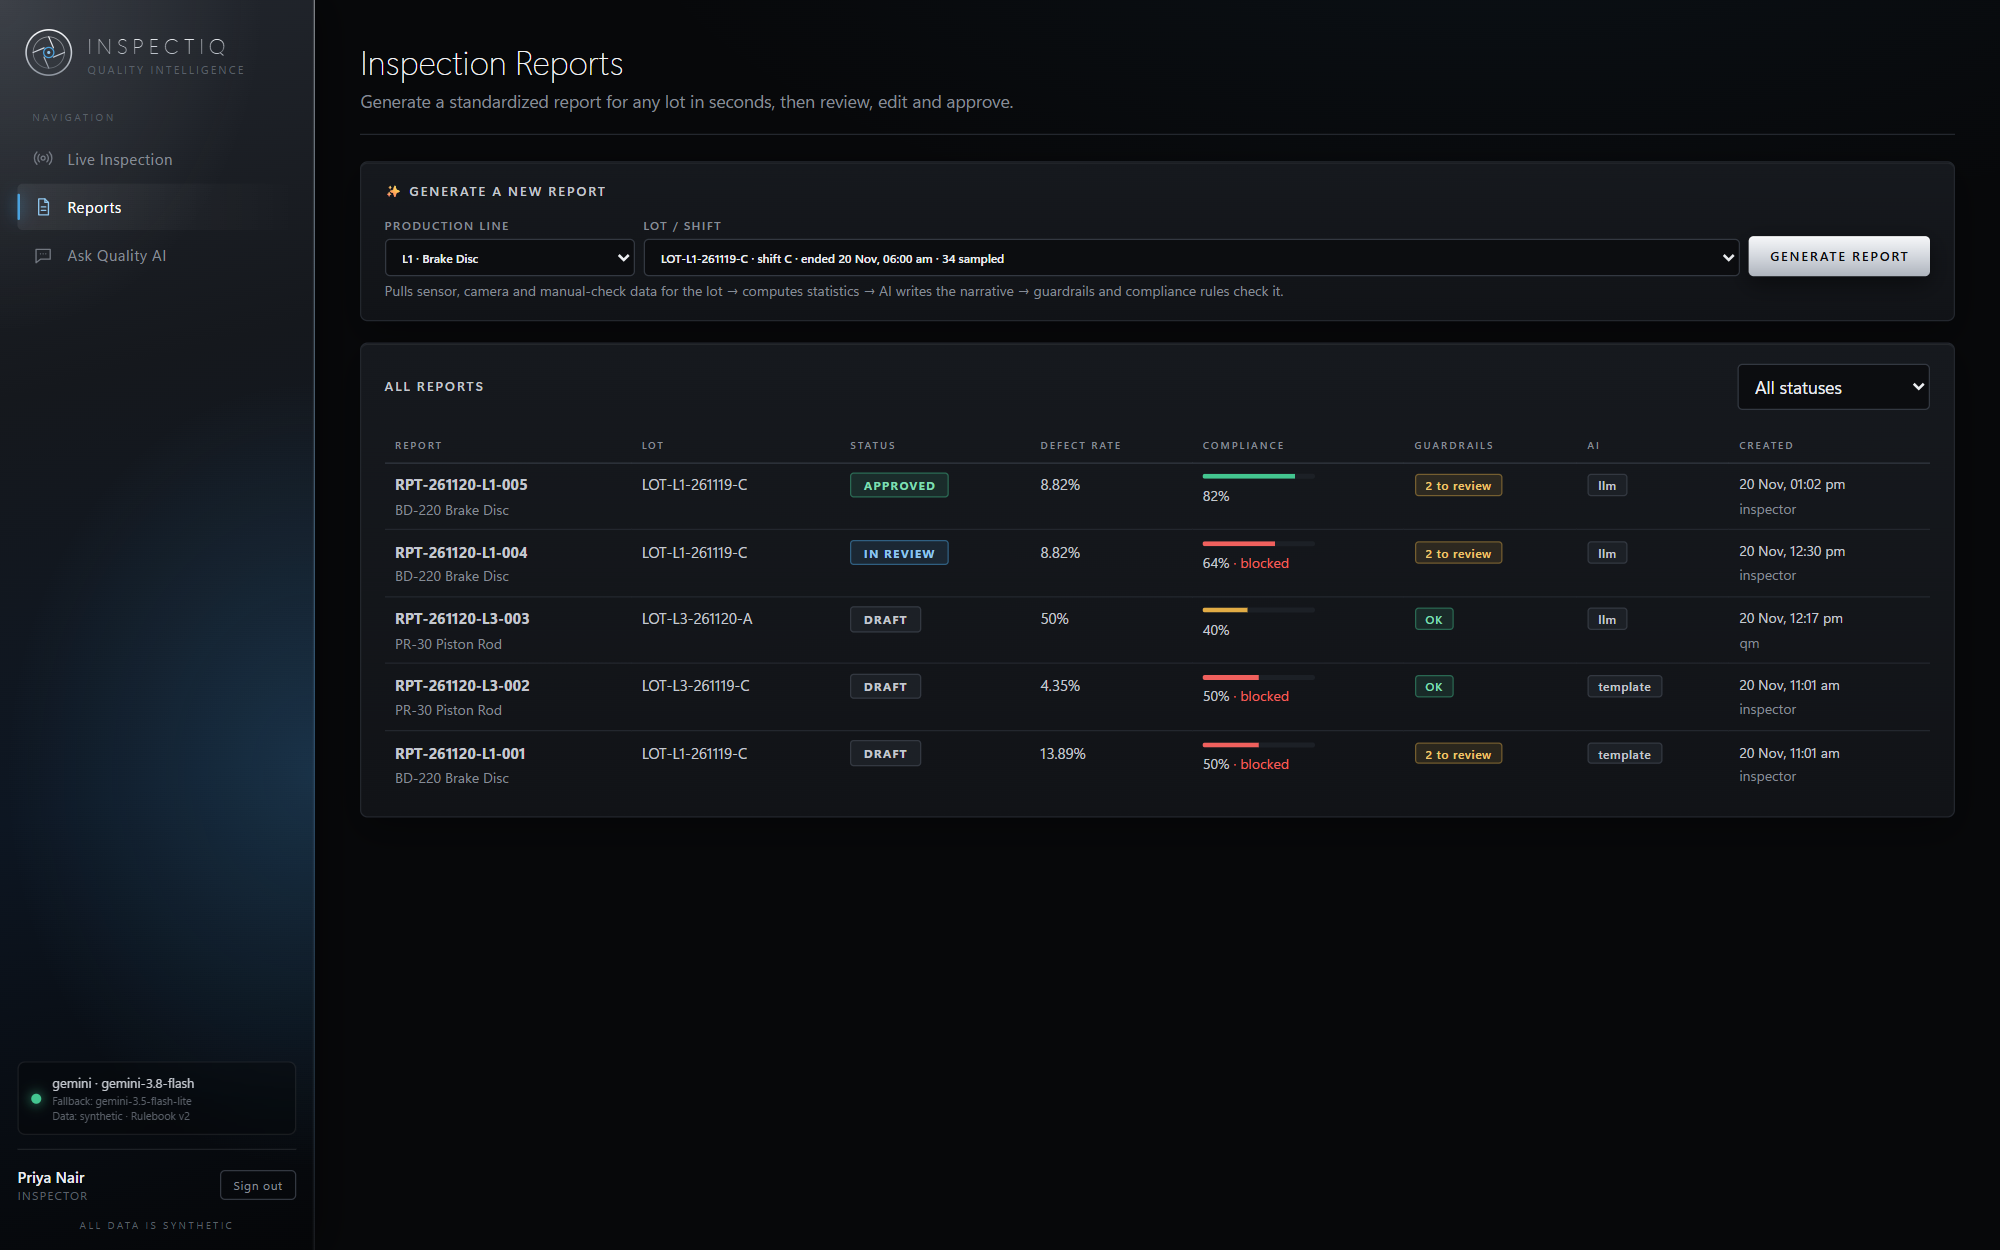 INSPECTIQ
QUALITY INTELLIGENCE
NAVIGATION
Live Inspection
Reports
Ask Quality AI
gemini · gemini-3.8-flash
Fallback: gemini-3.5-flash-lite
Data: synthetic · Rulebook v2
Priya Nair
INSPECTOR
Sign out
ALL DATA IS SYNTHETIC
Inspection Reports
Generate a standardized report for any lot in seconds, then review, edit and approve.
✨ GENERATE A NEW REPORT
PRODUCTION LINE LOT / SHIFT
L1 · Brake Disc LOT-L1-261119-C · shift C · ended 20 Nov, 06:00 am · 34 sampled GENERATE REPORT
Pulls sensor, camera and manual-check data for the lot → computes statistics → AI writes the narrative → guardrails and compliance rules check it.
ALL REPORTS All statuses
REPORT LOT STATUS DEFECT RATE COMPLIANCE GUARDRAILS AI CREATED
RPT-261120-L1-005 LOT-L1-261119-C APPROVED 8.82% 82% 2 to review llm 20 Nov, 01:02 pm
BD-220 Brake Disc inspector
RPT-261120-L1-004 LOT-L1-261119-C IN REVIEW 8.82% 64% · blocked 2 to review llm 20 Nov, 12:30 pm
BD-220 Brake Disc inspector
RPT-261120-L3-003 LOT-L3-261120-A DRAFT 50% 40% OK llm 20 Nov, 12:17 pm
PR-30 Piston Rod qm
RPT-261120-L3-002 LOT-L3-261119-C DRAFT 4.35% 50% · blocked OK template 20 Nov, 11:01 am
PR-30 Piston Rod inspector
RPT-261120-L1-001 LOT-L1-261119-C DRAFT 13.89% 50% · blocked 2 to review template 20 Nov, 11:01 am
BD-220 Brake Disc inspector